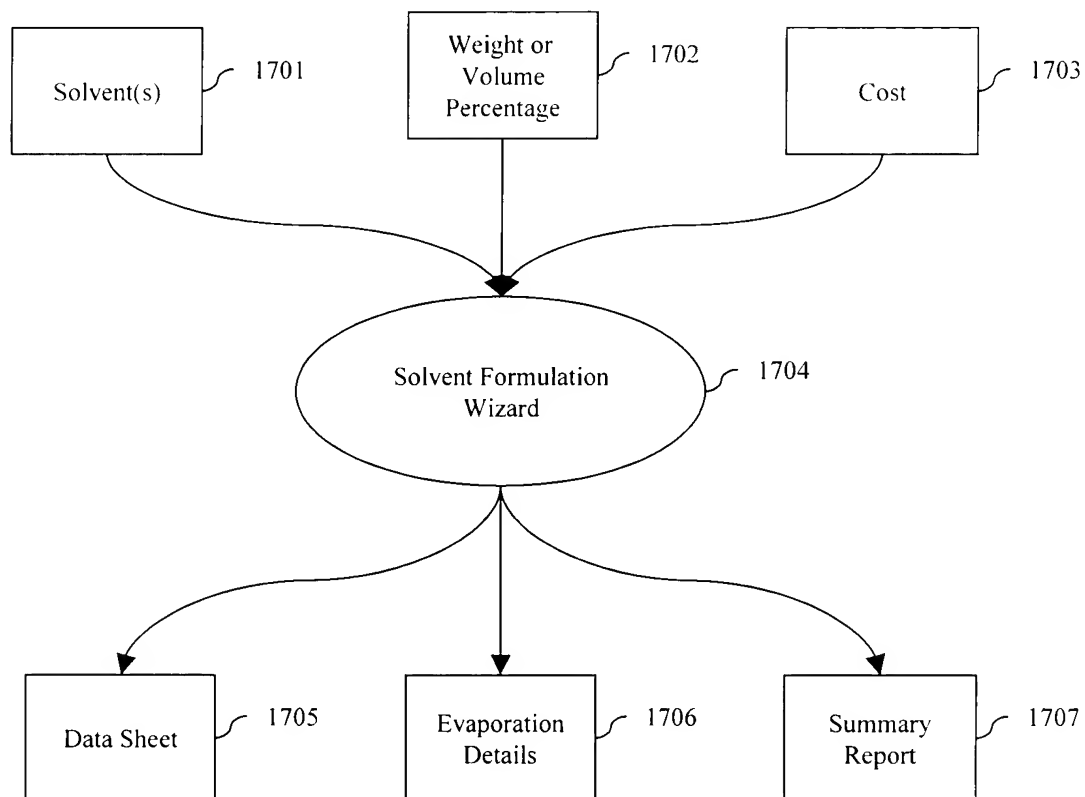 Solvent(s)
1701
Weight or
Volume
Percentage
1702
Cost
1703
Solvent Formulation
Wizard
1704
Data Sheet
1705
Evaporation
Details
1706
Summary
Report
1707